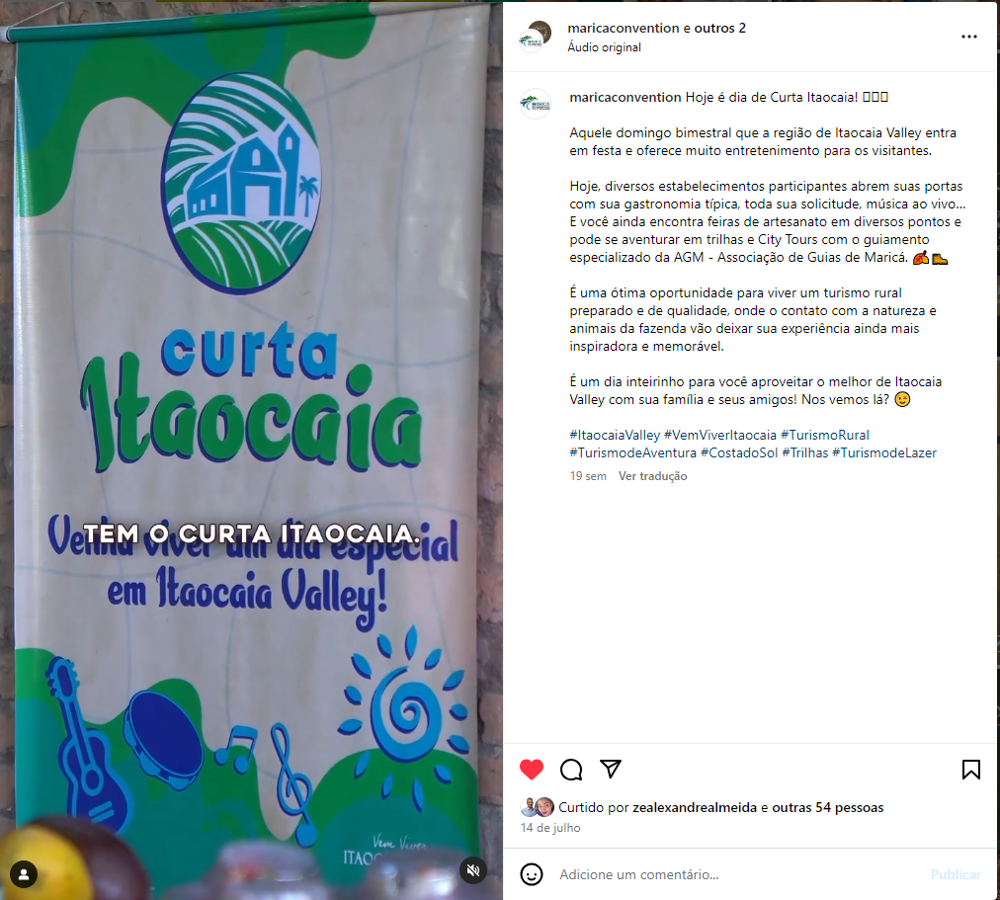 curta
Itaocaia
TEM O CURTA ITAOCAIA.
Venha viver um dia especial
em Itaocaia Valley!
Vem Viver
maricaconvention e outros 2
Áudio original
maricaconvention Hoje é dia de Curta Itaocaia!
Aquele domingo bimestral que a região de Itaocaia Valley entra
em festa e oferece muito entretenimento para os visitantes.
Hoje, diversos estabelecimentos participantes abrem suas portas
com sua gastronomia típica, toda sua solicitude, música ao vivo...
E você ainda encontra feiras de artesanato em diversos pontos e
pode se aventurar em trilhas e City Tours com o guiamento
especializado da AGM - Associação de Guias de Maricá. 🍂🥾
É uma ótima oportunidade para viver um turismo rural
preparado e de qualidade, onde o contato com a natureza e
animais da fazenda vão deixar sua experiência ainda mais
inspiradora e memorável.
É um dia inteirinho para você aproveitar o melhor de Itaocaia
Valley com sua família e seus amigos! Nos vemos lá? 😉
#ItaocaiaValley #VemViverItaocaia #TurismoRural
#TurismodeAventura #CostadoSol #Trilhas #TurismodeLazer
19 sem Ver tradução
Curtido por zealexandrealmeida e outras 54 pessoas
14 de julho
Adicione um comentário...
Publicar